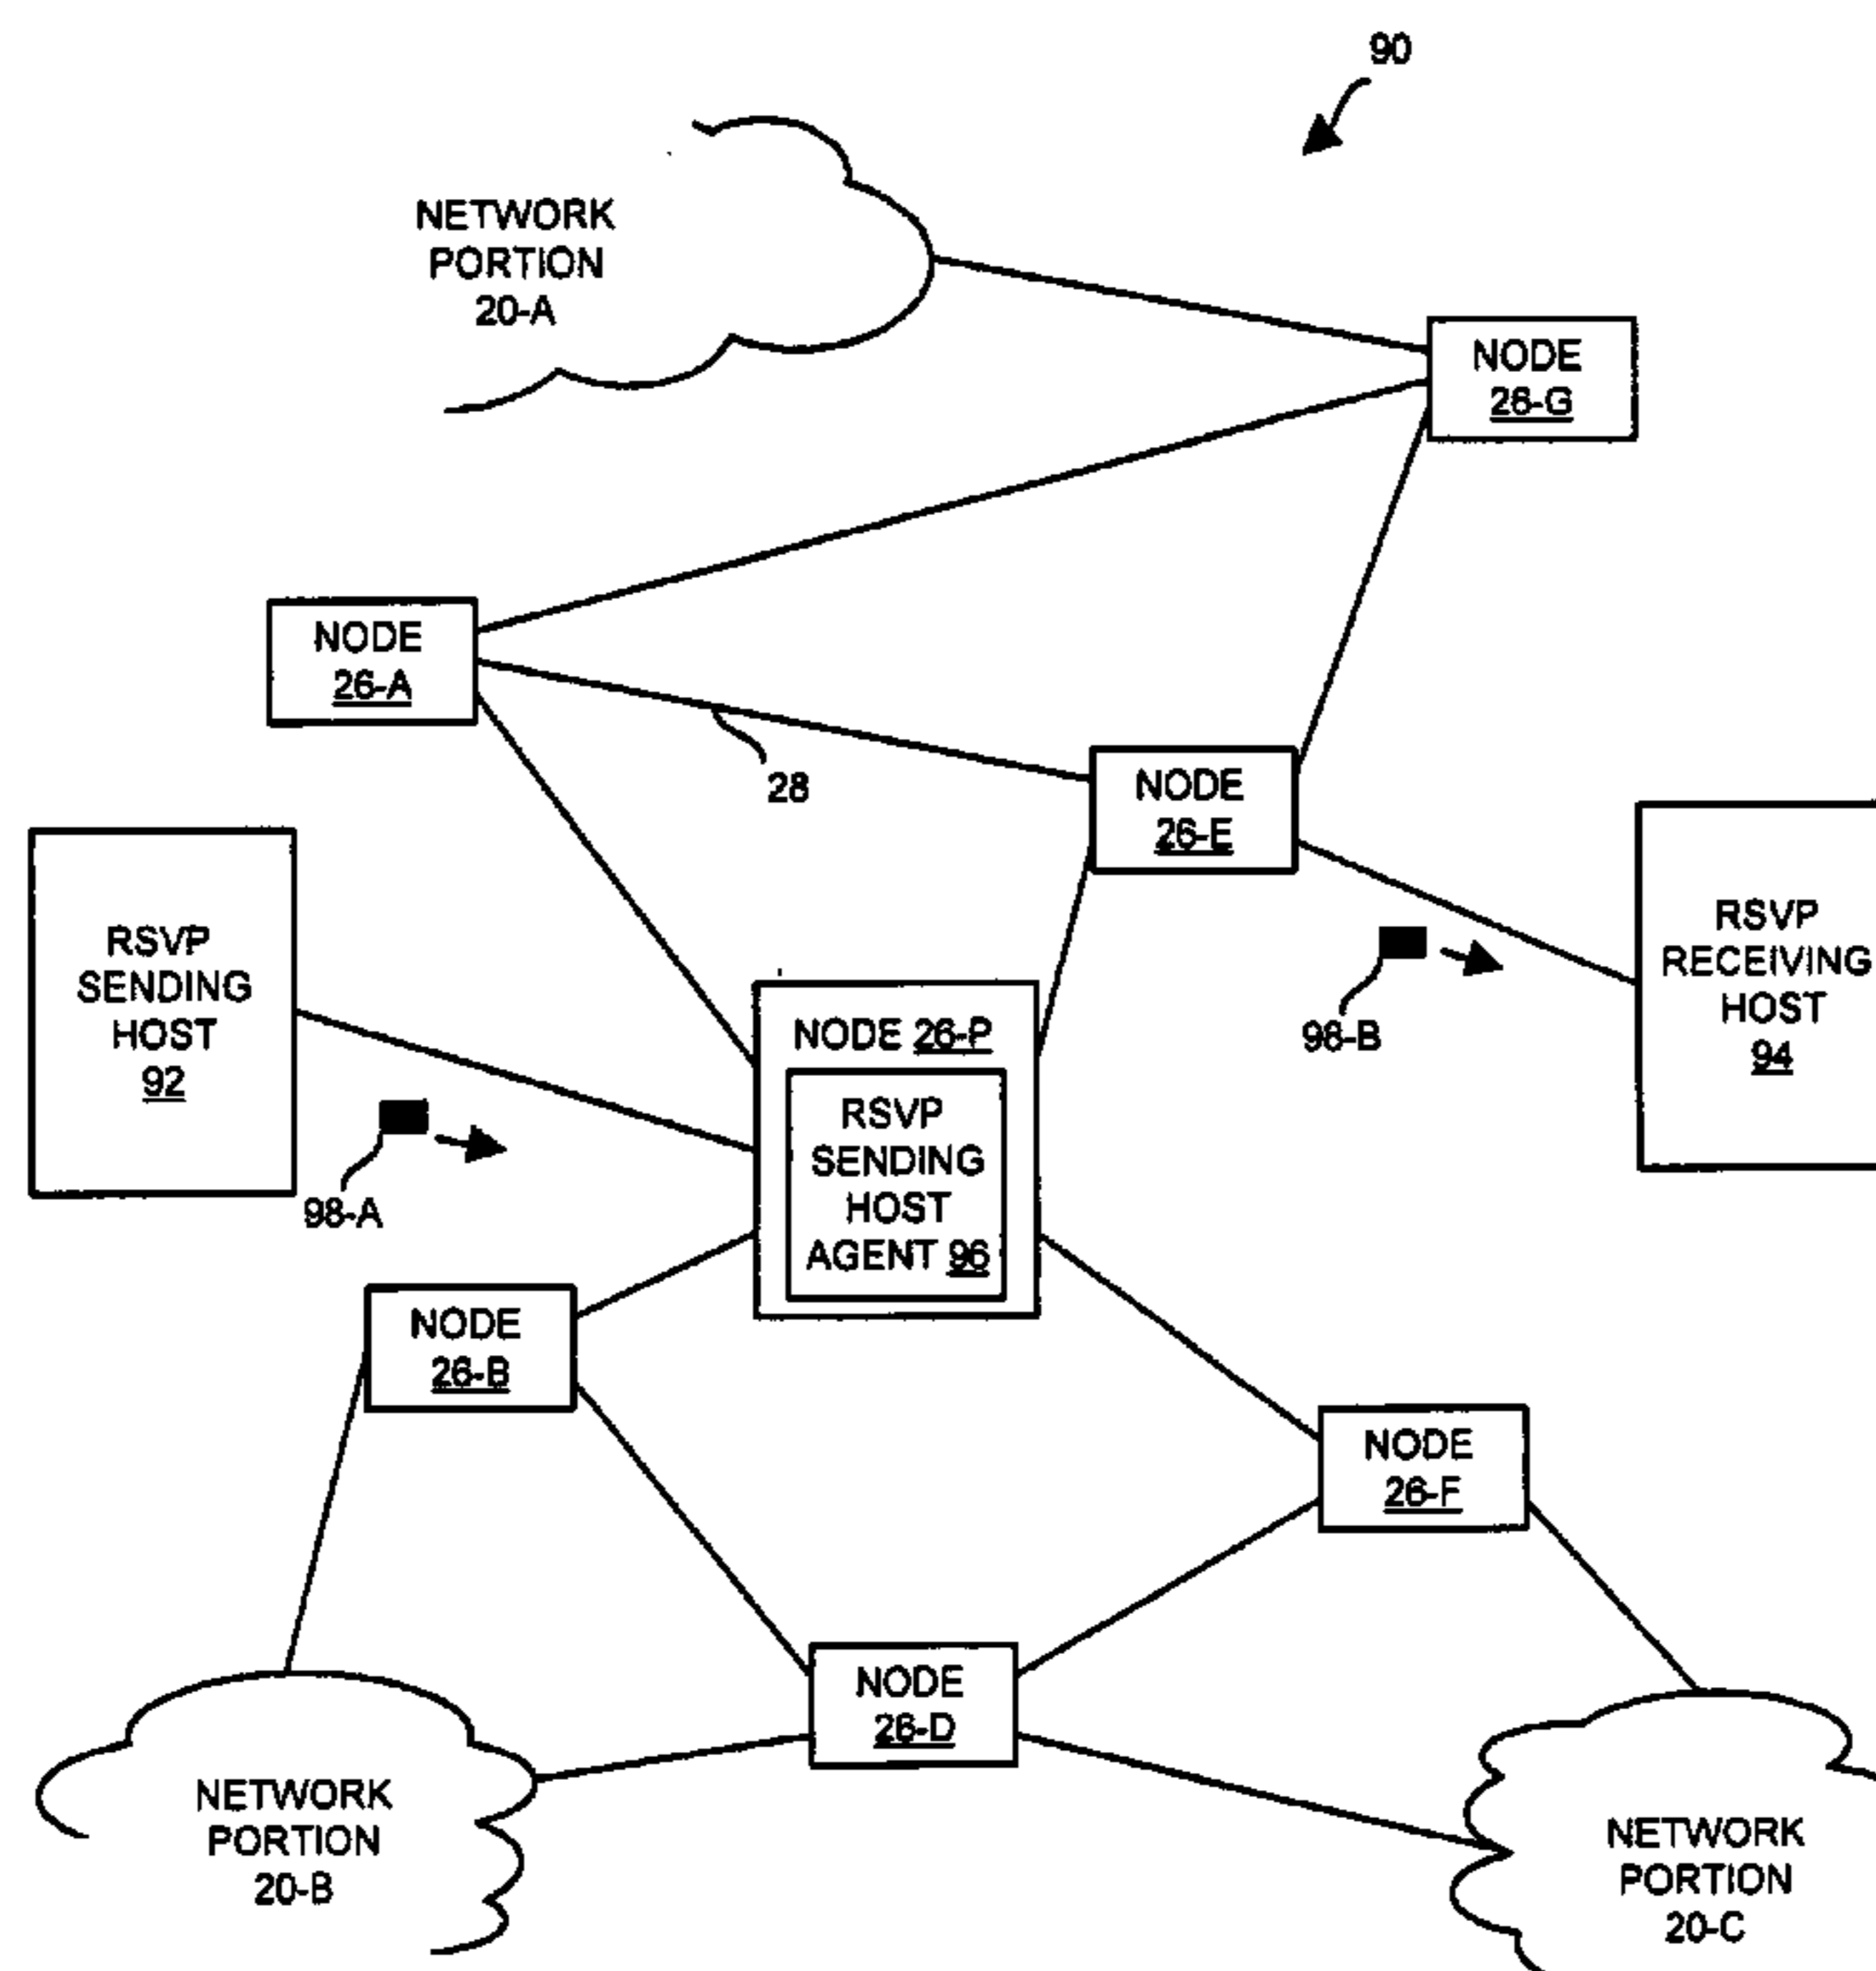 90
NETWORK
PORTION
20-A
NODE
26-G
NODE
26-A
28
NODE
26-E
RSVP
SENDING
HOST
92
RSVP
RECEIVING
HOST
94
98-B
NODE 26-P
RSVP
SENDING
HOST
AGENT 96
98-A
NODE
26-B
NODE
26-F
NODE
26-D
NETWORK
PORTION
20-B
NETWORK
PORTION
20-C